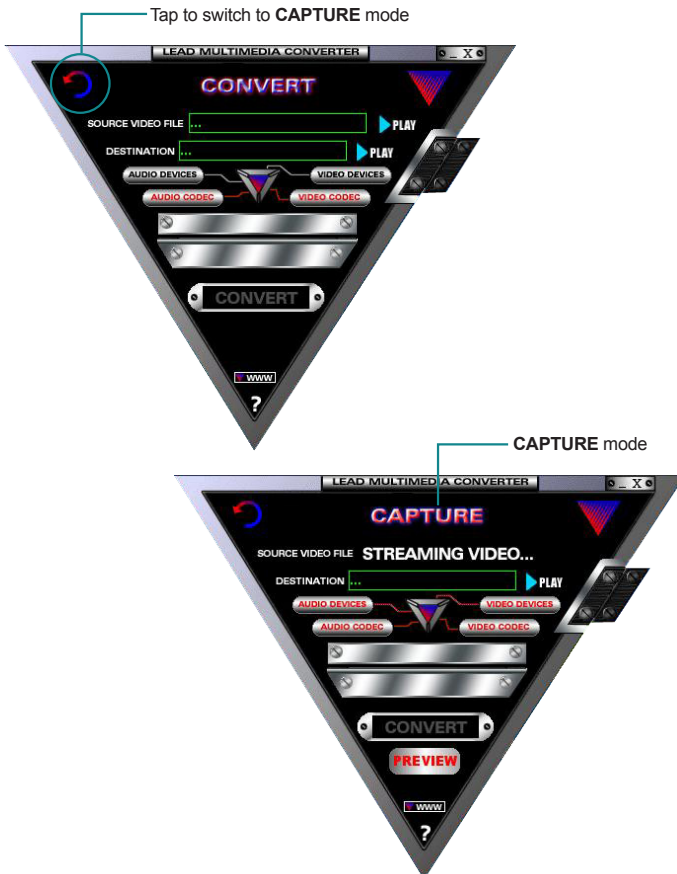 Tap to switch to CAPTURE mode
LEAD MULTIMEDIA CONVERTER
_ X
CONVERT
SOURCE VIDEO FILE ... PLAY
DESTINATION ... PLAY
AUDIO DEVICES VIDEO DEVICES
AUDIO CODEC VIDEO CODEC
CONVERT
WWW
?
CAPTURE mode
LEAD MULTIMEDIA CONVERTER
_ X
CAPTURE
SOURCE VIDEO FILE STREAMING VIDEO...
DESTINATION ... PLAY
AUDIO DEVICES VIDEO DEVICES
AUDIO CODEC VIDEO CODEC
CONVERT
PREVIEW
WWW
?